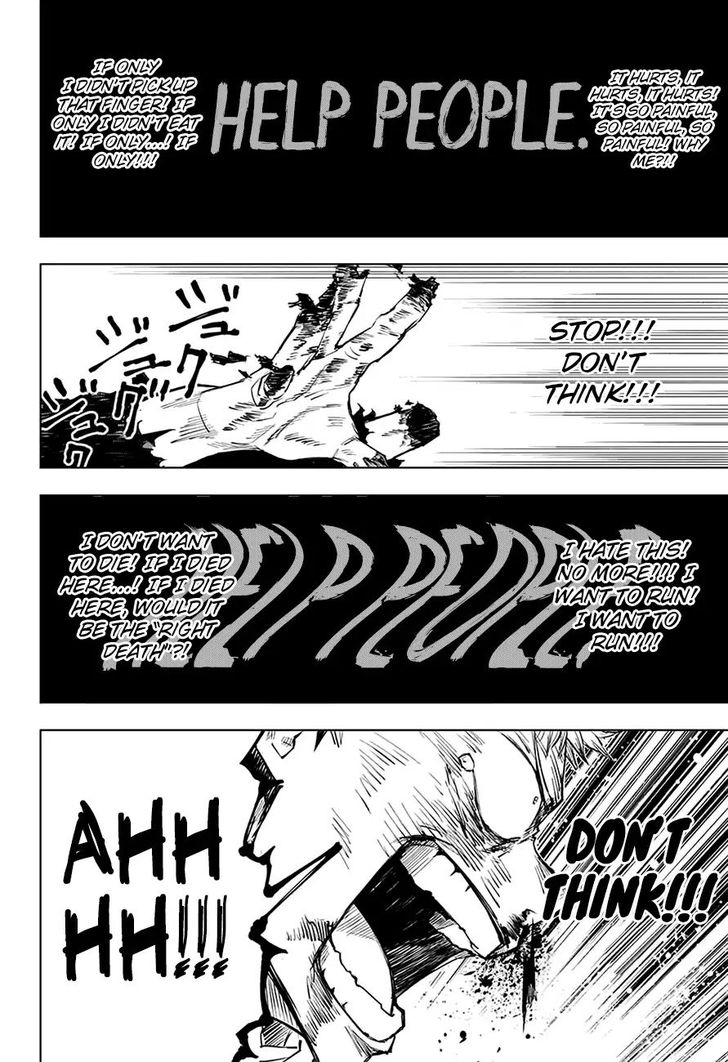 IT HURTS, IT
HURTS, IT HURTS!
IT'S SO PAINFUL,
SO PAINFUL, SO
PAINFUL! WHY
ME?!!
HELP PEOPLE.
IF ONLY
I DIDN'T PICK UP
THAT FINGER! IF
ONLY I DIDN'T EAT
IT! IF ONLY...! IF
ONLY!!!
STOP!!!
DON'T
THINK!!!
I HATE THIS!
NO MORE!!! I
WANT TO RUN!
I WANT TO
RUN!!!
HELP PEOPLE
I DON'T WANT
TO DIE! IF I DIED
HERE...! IF I DIED
HERE, WOULD IT
BE THE "RIGHT
DEATH"?!
DON'T
THINK!!!
AHH
HH!!!